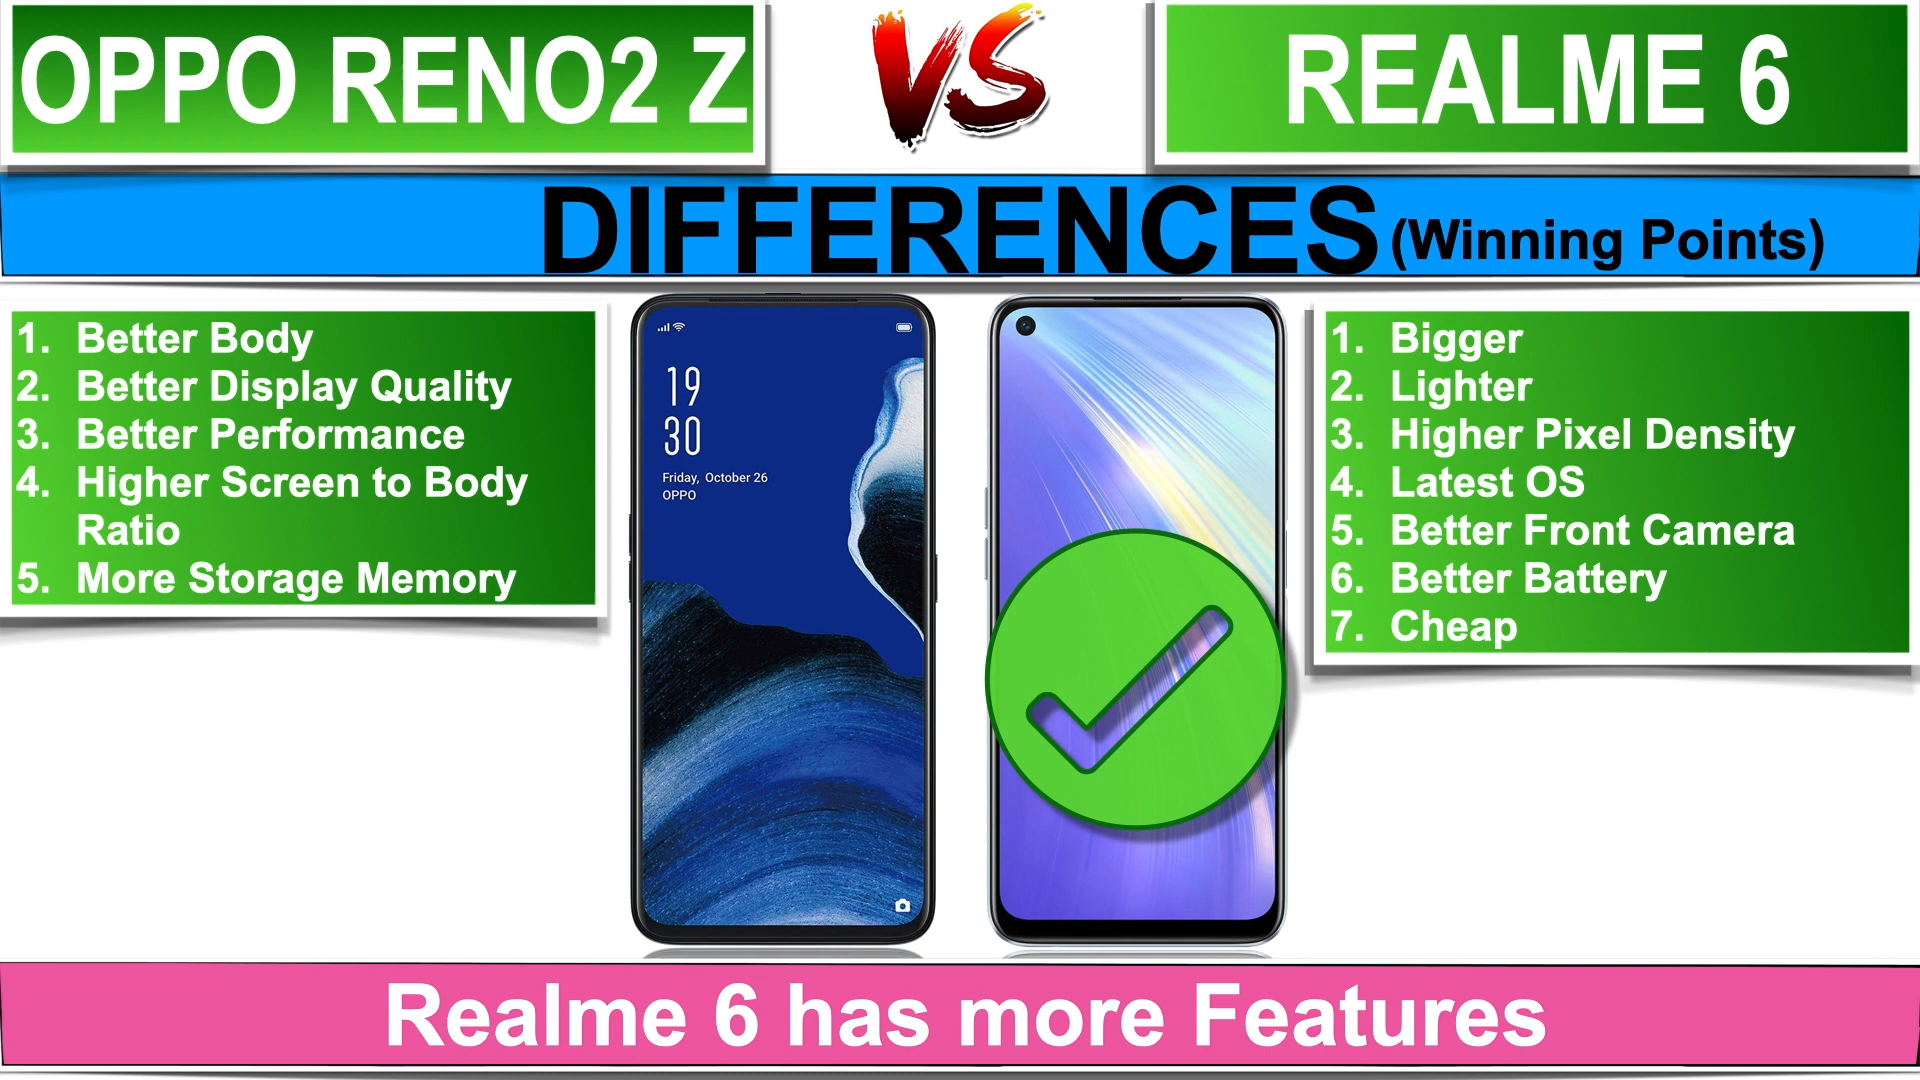 OPPO RENO2 Z
VS
REALME 6
DIFFERENCES (Winning Points)
1. Better Body
2. Better Display Quality
3. Better Performance
4. Higher Screen to Body
Ratio
5. More Storage Memory
19
30
Friday, October 26
OPPO
1. Bigger
2. Lighter
3. Higher Pixel Density
4. Latest OS
5. Better Front Camera
6. Better Battery
7. Cheap
Realme 6 has more Features